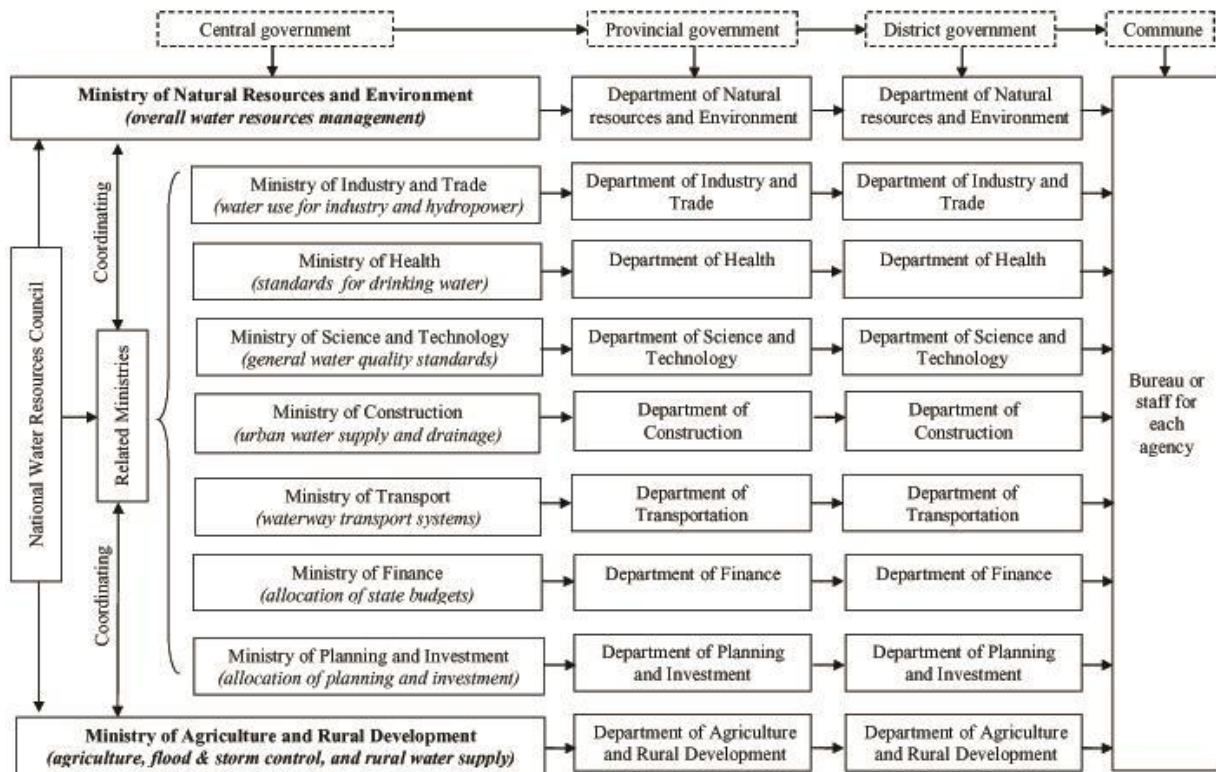 Central government
Provincial government
District government
Commune
Ministry of Natural Resources and Environment
(overall water resources management)
Department of Natural
resources and Environment
Department of Natural
resources and Environment
National Water Resources Council
Coordinating
Related Ministries
Coordinating
Ministry of Industry and Trade
(water use for industry and hydropower)
Department of Industry and
Trade
Department of Industry and
Trade
Ministry of Health
(standards for drinking water)
Department of Health
Department of Health
Ministry of Science and Technology
(general water quality standards)
Department of Science and
Technology
Department of Science and
Technology
Ministry of Construction
(urban water supply and drainage)
Department of
Construction
Department of
Construction
Ministry of Transport
(waterway transport systems)
Department of
Transportation
Department of
Transportation
Ministry of Finance
(allocation of state budgets)
Department of Finance
Department of Finance
Ministry of Planning and Investment
(allocation of planning and investment)
Department of Planning
and Investment
Department of Planning
and Investment
Ministry of Agriculture and Rural Development
(agriculture, flood & storm control, and rural water supply)
Department of Agriculture
and Rural Development
Department of Agriculture
and Rural Development
Bureau or
staff for
each
agency